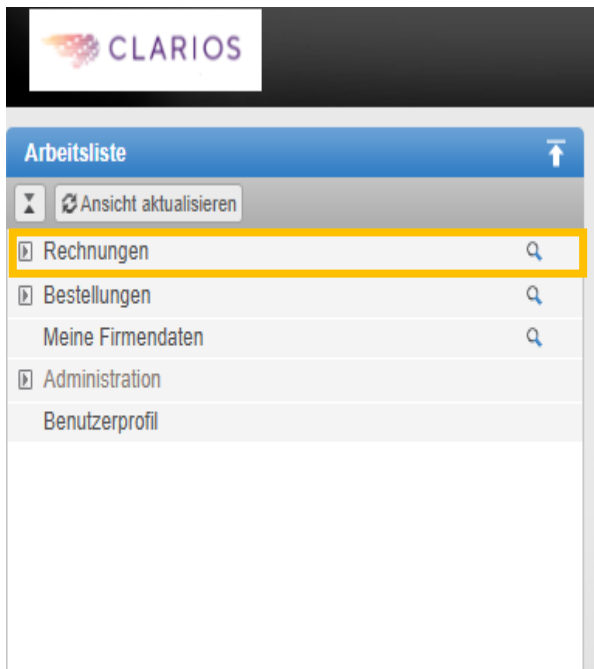 CLARIOS
Arbeitsliste
Ansicht aktualisieren
Rechnungen
Bestellungen
Meine Firmendaten
Administration
Benutzerprofil